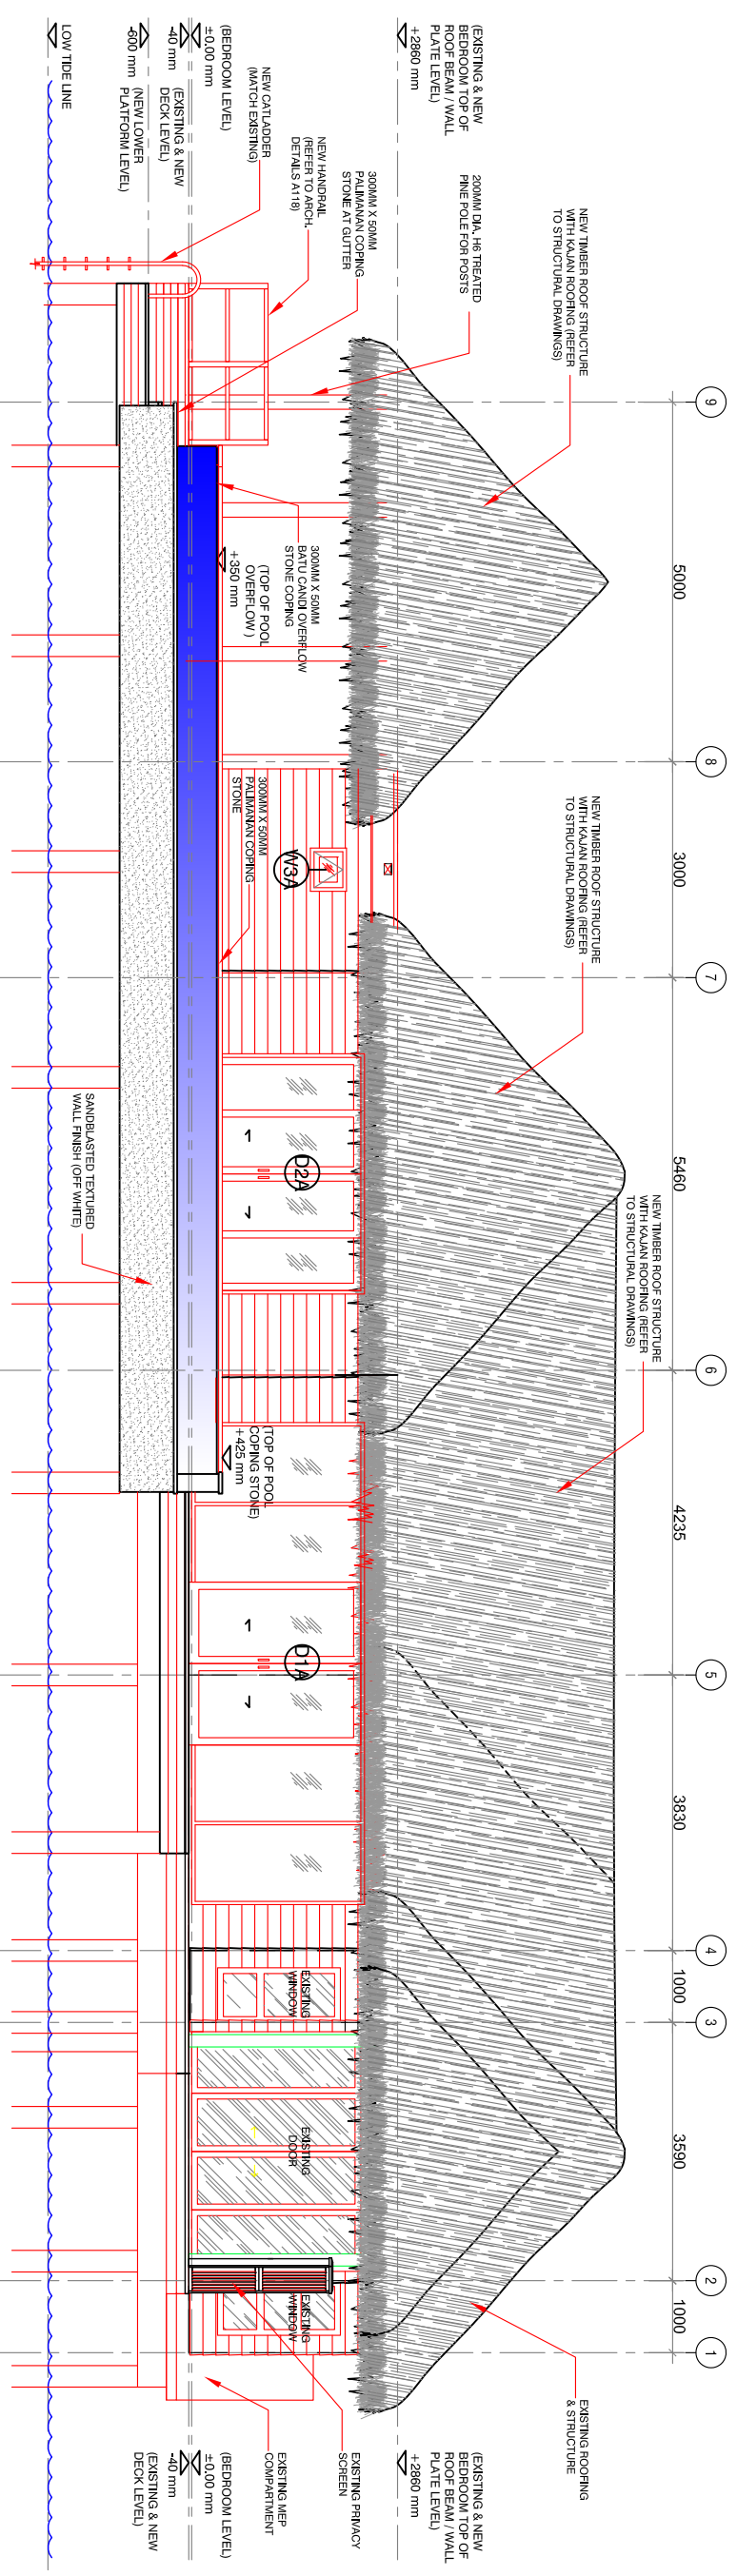 9
8
7
6
5
4
3
2
1
5000
3000
5460
4235
3830
1000
3590
1000
NEW TIMBER ROOF STRUCTURE
WITH KAJAN ROOFING (REFER
TO STRUCTURAL DRAWINGS)
NEW TIMBER ROOF STRUCTURE
WITH KAJAN ROOFING (REFER
TO STRUCTURAL DRAWINGS)
NEW TIMBER ROOF STRUCTURE
WITH KAJAN ROOFING (REFER
TO STRUCTURAL DRAWINGS)
EXISTING ROOFING
& STRUCTURE
(EXISTING & NEW
BEDROOM TOP OF
ROOF BEAM / WALL
PLATE LEVEL)
+2860 mm
200MM DIA. H6 TREATED
PINE POLE FOR POSTS
300MM X 50MM
PALIMANAN COPING
STONE AT GUTTER
NEW HANDRAIL
(REFER TO ARCH.
DETAILS A118)
NEW CATLADDER
(MATCH EXISTING)
(BEDROOM LEVEL)
±0.00 mm
-40 mm
(EXISTING & NEW
DECK LEVEL)
-600 mm
(NEW LOWER
PLATFORM LEVEL)
LOW TIDE LINE
300MM X 50MM
BATU CANDI OVERFLOW
STONE COPING
(TOP OF POOL
OVERFLOW )
+350 mm
300MM X 50MM
PALIMANAN COPING
STONE
W3A
D2A
(TOP OF POOL
COPING STONE)
+425 mm
D1A
SANDBLASTED TEXTURED
WALL FINISH (OFF WHITE)
EXISTING
WINDOW
EXISTING
DOOR
EXISTING
WINDOW
(EXISTING & NEW
BEDROOM TOP OF
ROOF BEAM / WALL
PLATE LEVEL)
+2860 mm
EXISTING PRIVACY
SCREEN
EXISTING MEP
COMPARTMENT
(BEDROOM LEVEL)
±0.00 mm
-40 mm
(EXISTING & NEW
DECK LEVEL)